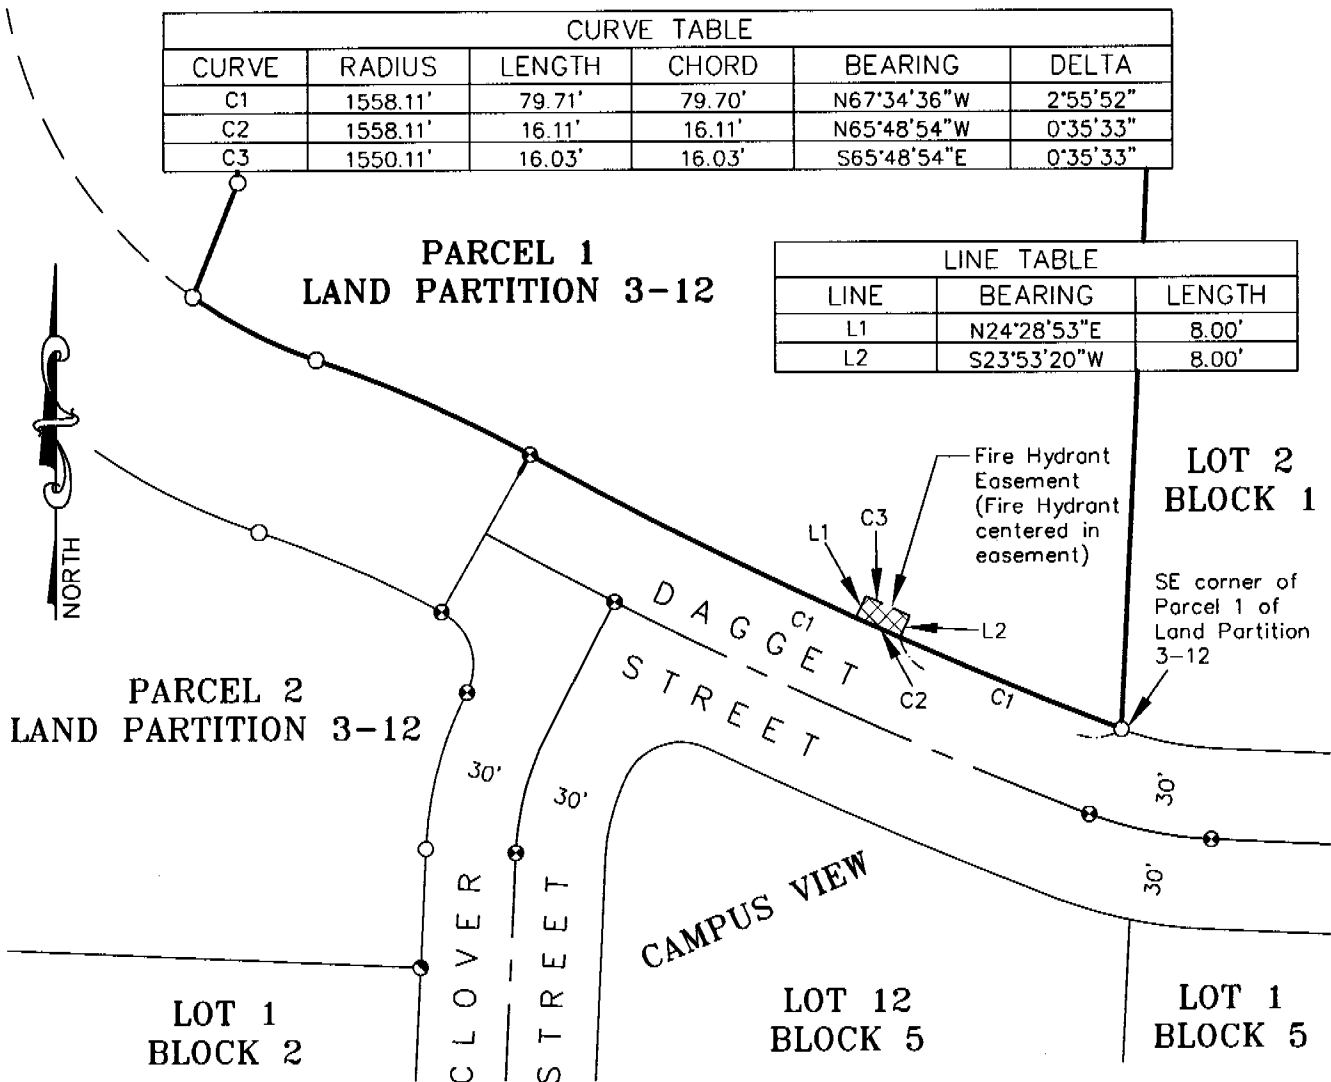 CURVE TABLE
CURVE RADIUS LENGTH CHORD BEARING DELTA
C1 1558.11' 79.71' 79.70' N67°34'36"W 2°55'52"
C2 1558.11' 16.11' 16.11' N65°48'54"W 0°35'33"
C3 1550.11' 16.03' 16.03' S65°48'54"E 0°35'33"
PARCEL 1
LAND PARTITION 3-12
LINE TABLE
LINE BEARING LENGTH
L1 N24°28'53"E 8.00'
L2 S23°53'20"W 8.00'
NORTH
Fire Hydrant
Easement
(Fire Hydrant
centered in
easement)
LOT 2
BLOCK 1
L1
C3
L2
C2
C1
C1
SE corner of
Parcel 1 of
Land Partition
3-12
DAGGET
STREET
PARCEL 2
LAND PARTITION 3-12
30'
30'
30'
30'
CLOVER
STREET
CAMPUS VIEW
LOT 1
BLOCK 2
LOT 12
BLOCK 5
LOT 1
BLOCK 5